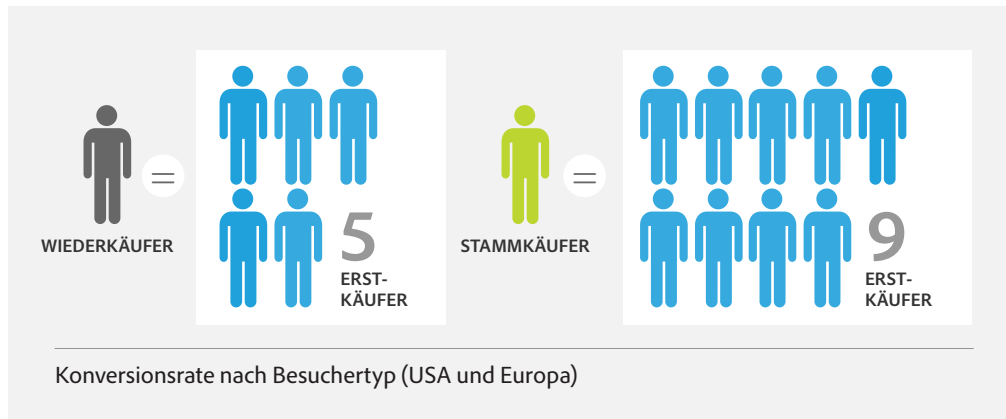 WIEDERKÄUFER
=
5
ERST-
KÄUFER
STAMMKÄUFER
=
9
ERST-
KÄUFER
Konversionsrate nach Besuchertyp (USA und Europa)